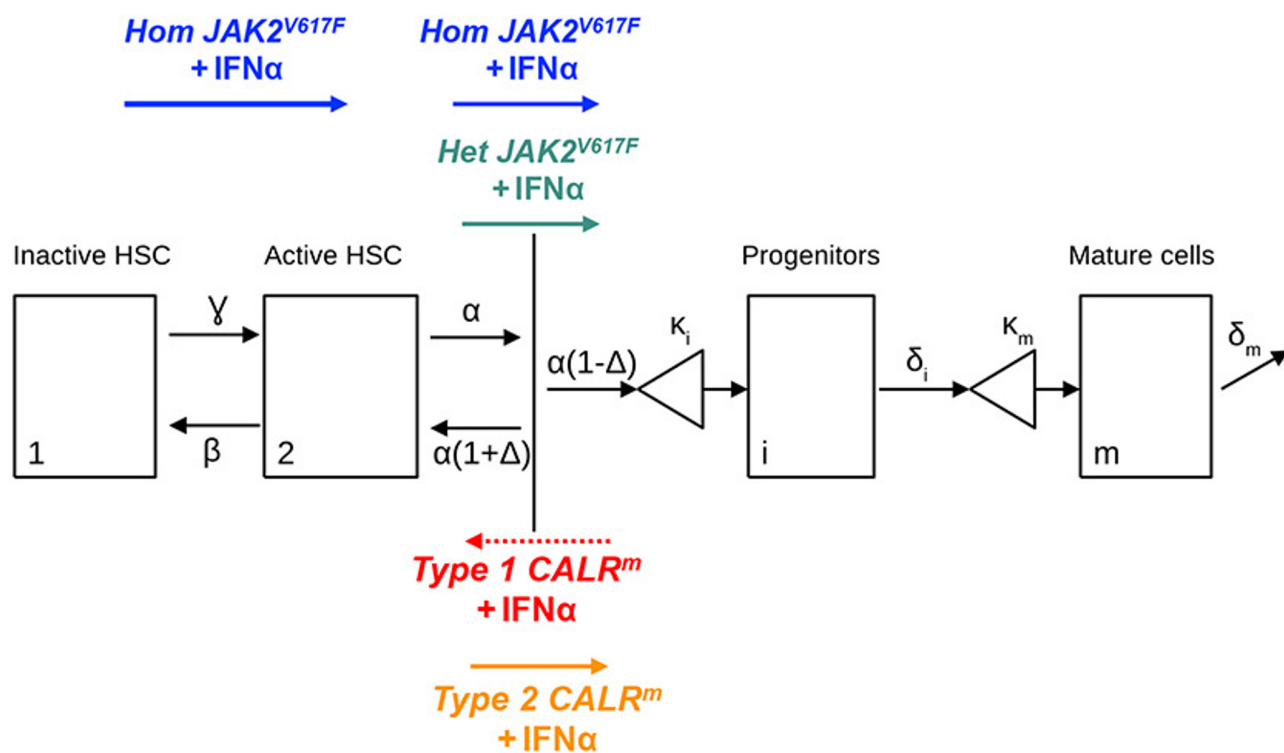 Hom JAK2V617F
+ IFNα
Hom JAK2V617F
+ IFNα
Het JAK2V617F
+ IFNα
Inactive HSC
Active HSC
Progenitors
Mature cells
1
γ
β
2
α
α(1+Δ)
α(1-Δ)
κi
i
δi
κm
m
δm
Type 1 CALRm
+ IFNα
Type 2 CALRm
+ IFNα